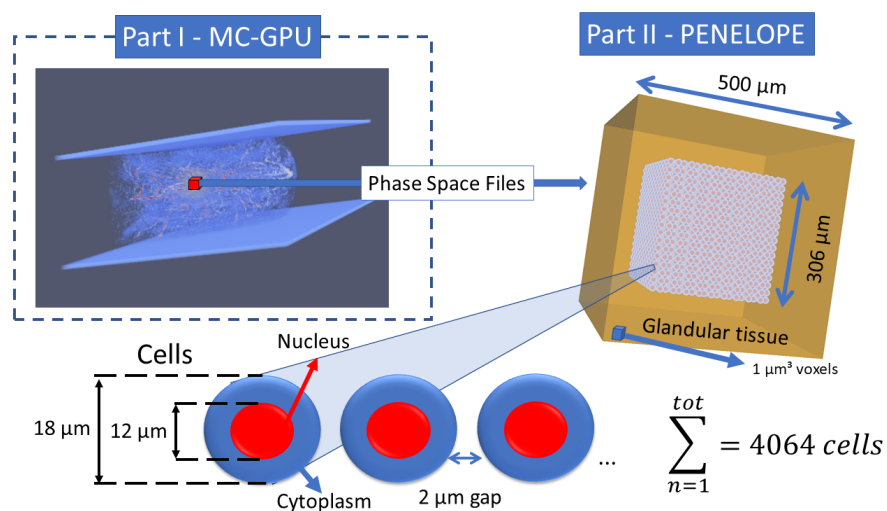 Part I - MC-GPU
Part II - PENELOPE
500 µm
Phase Space Files
306 µm
Glandular tissue
1 µm³ voxels
Nucleus
Cells
18 µm
12 µm
Cytoplasm
2 µm gap
...
tot
∑ = 4064 cells
n=1